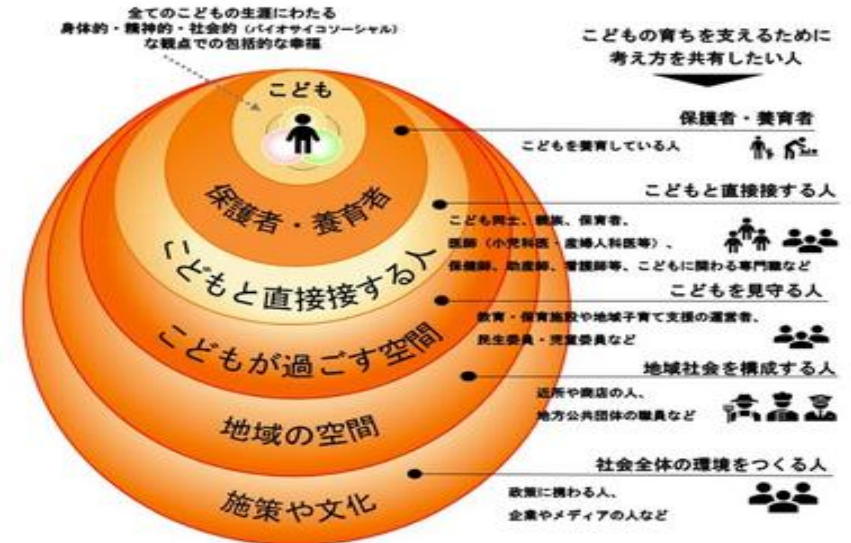 全てのこどもの生涯にわたる
身体的・精神的・社会的（バイオサイコソーシャル）
な観点での包括的な幸福
こどもの育ちを支えるために
考え方を共有したい人
こども
保護者・養育者
こどもと直接接する人
こどもが過ごす空間
地域の空間
施策や文化
保護者・養育者
こどもを養育している人
こどもと直接接する人
こども同士、親族、保育者、
医師（小児科医・産婦人科医等）、
保健師、助産師、看護師等、こどもに関わる専門職など
こどもを見守る人
教育・保育施設や地域子育て支援の運営者、
民生委員・児童委員など
地域社会を構成する人
近所や商店の人、
地方公共団体の職員など
社会全体の環境をつくる人
政策に携わる人、
企業やメディアの人など